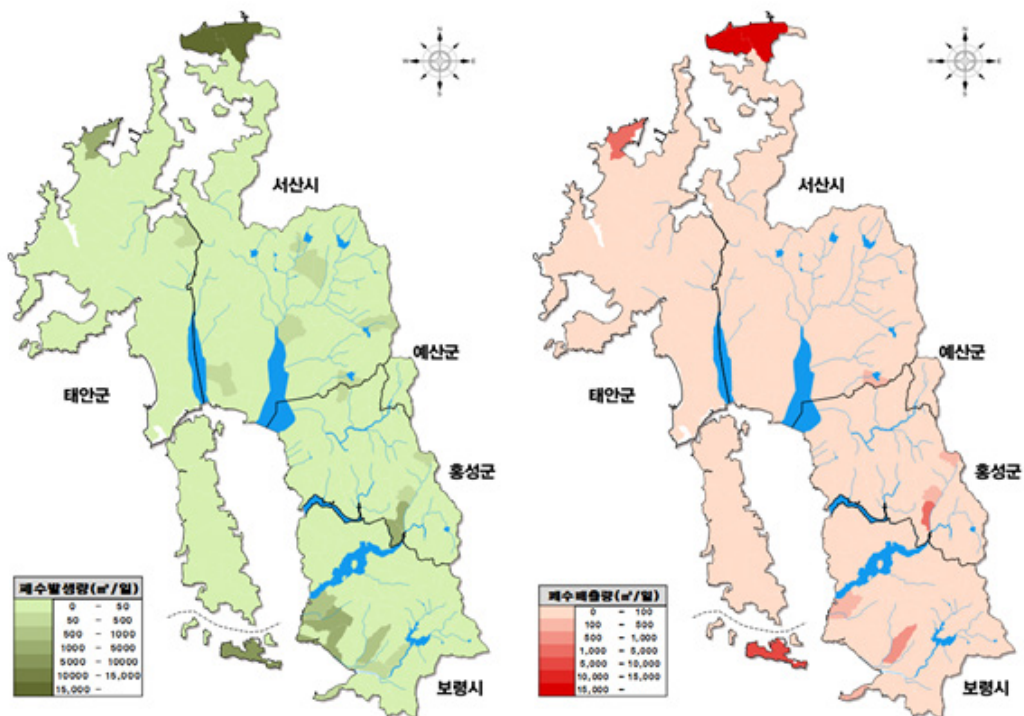 N
W
E
S
서산시
예산군
태안군
홍성군
보령시
폐수발생량(㎥/일)
0 - 50
50 - 500
500 - 1000
1000 - 5000
5000 - 10000
10000 - 15,000
15,000 -
N
W
E
S
서산시
예산군
태안군
홍성군
보령시
폐수배출량(㎥/일)
0 - 100
100 - 500
500 - 1,000
1,000 - 5,000
5,000 - 10,000
10,000 - 15,000
15,000 -